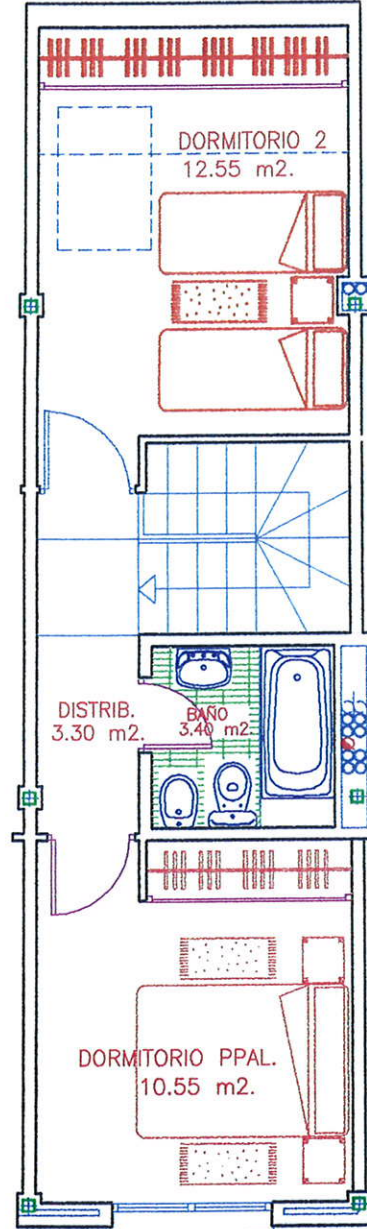 DORMITORIO 2
12.55 m2.
DISTRIB.
3.30 m2.
BAÑO
3.40 m2.
DORMITORIO PPAL.
10.55 m2.